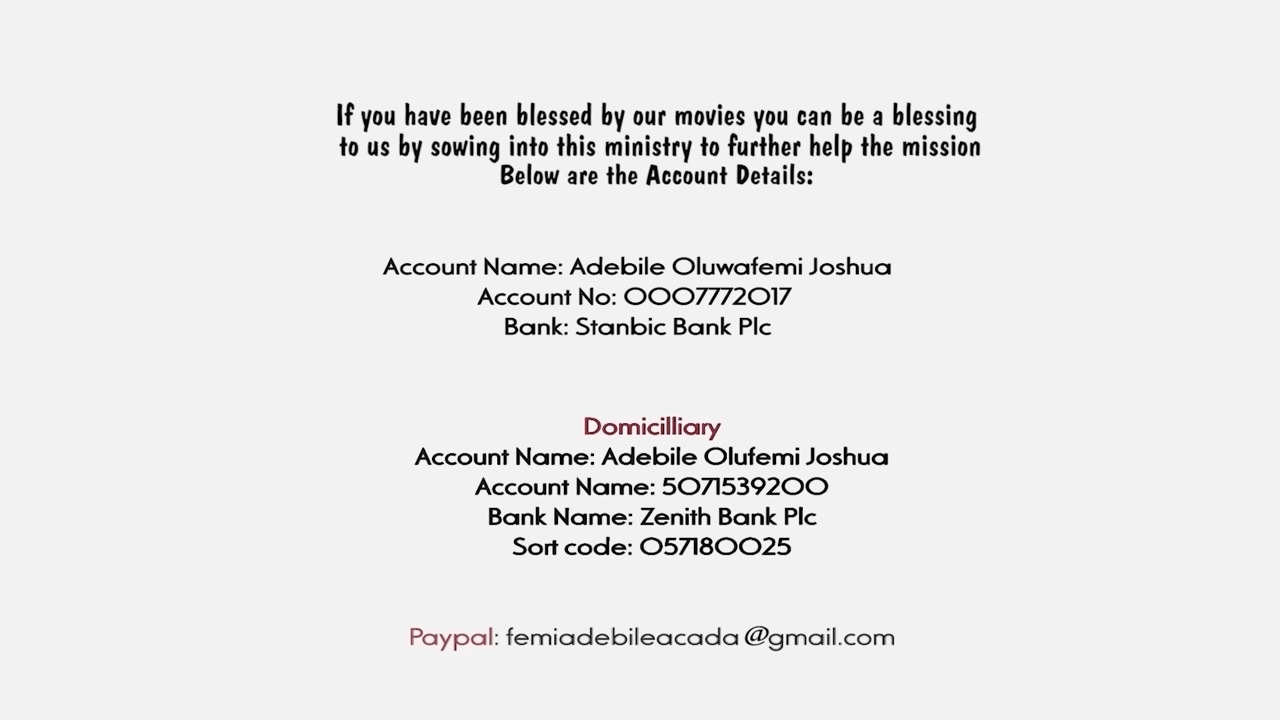 If you have been blessed by our movies you can be a blessing
to us by sowing into this ministry to further help the mission
Below are the Account Details:
Account Name: Adebile Oluwafemi Joshua
Account No: 0007772017
Bank: Stanbic Bank Plc
Domicilliary
Account Name: Adebile Olufemi Joshua
Account Name: 5071539200
Bank Name: Zenith Bank Plc
Sort code: 057180025
Paypal: femiadebileacada@gmail.com